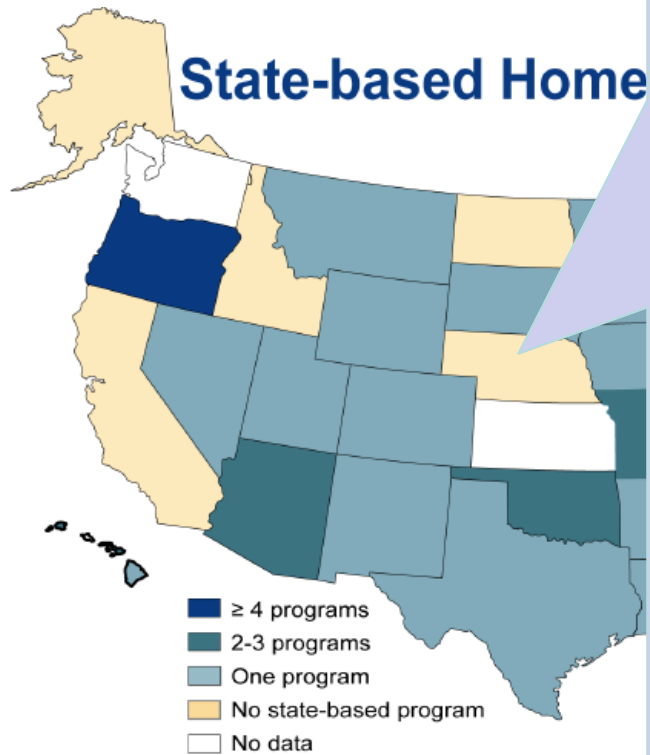 State-based Home
≥ 4 programs
2-3 programs
One program
No state-based program
No data